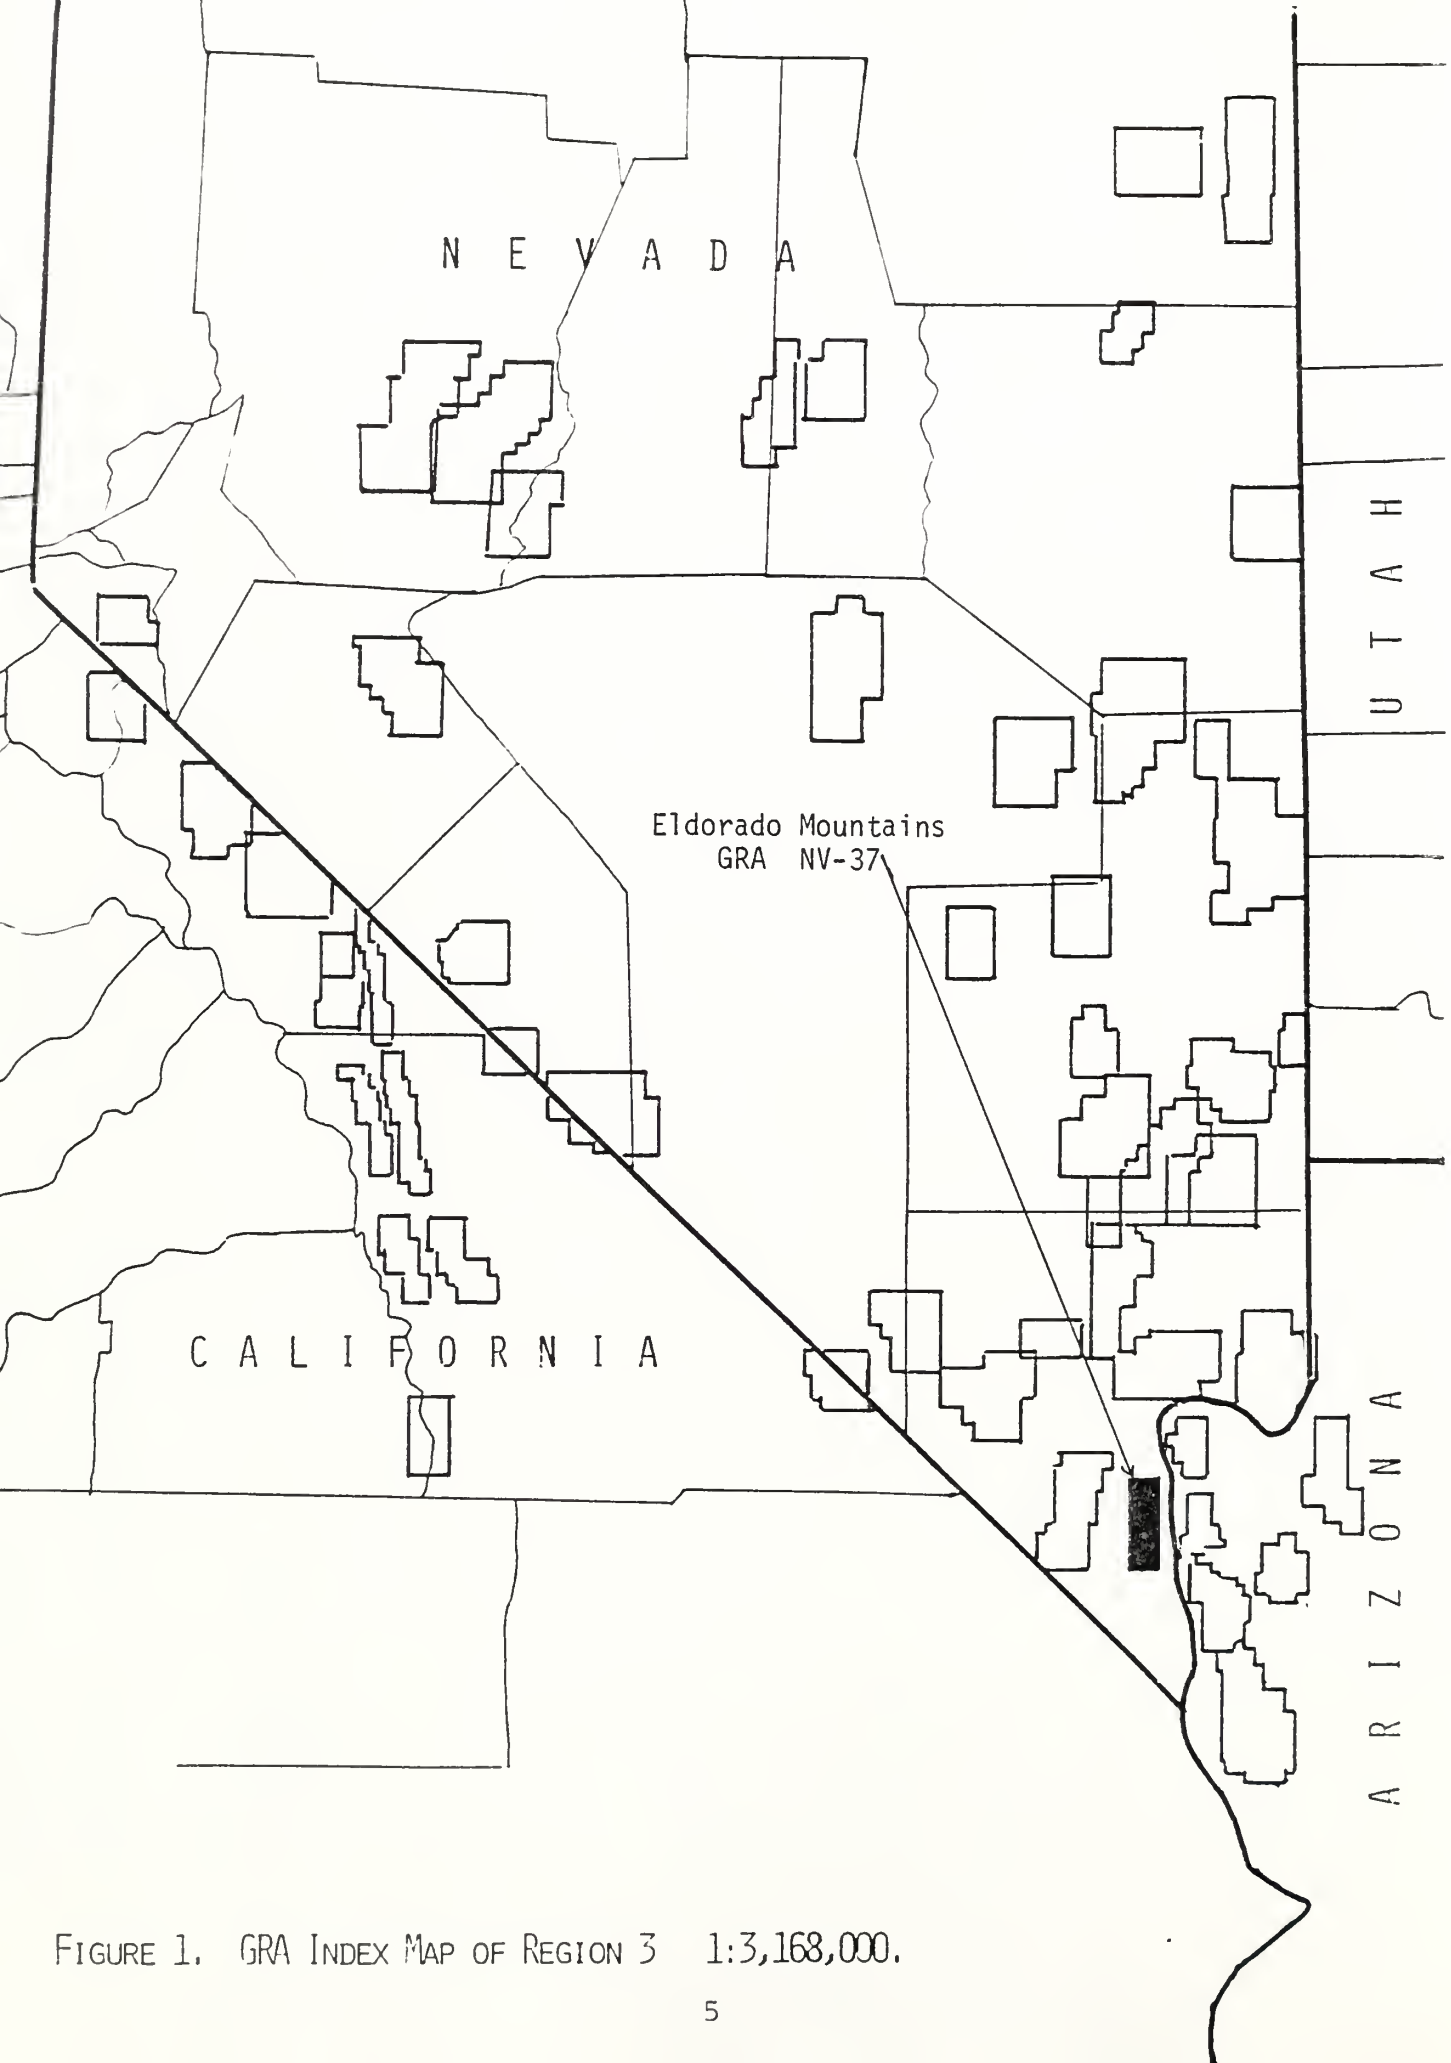 N E V A D A
U T A H
Eldorado Mountains
GRA NV-37
C A L I F O R N I A
A R I Z O N A
FIGURE 1. GRA INDEX MAP OF REGION 3 1:3,168,000.
5